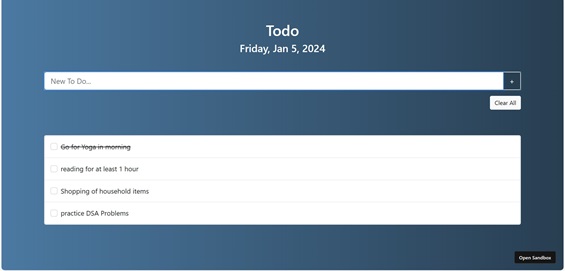 Todo
Friday, Jan 5, 2024
New To Do...
+
Clear All
Go for Yoga in morning
reading for at least 1 hour
Shopping of household items
practice DSA Problems
Open Sandbox